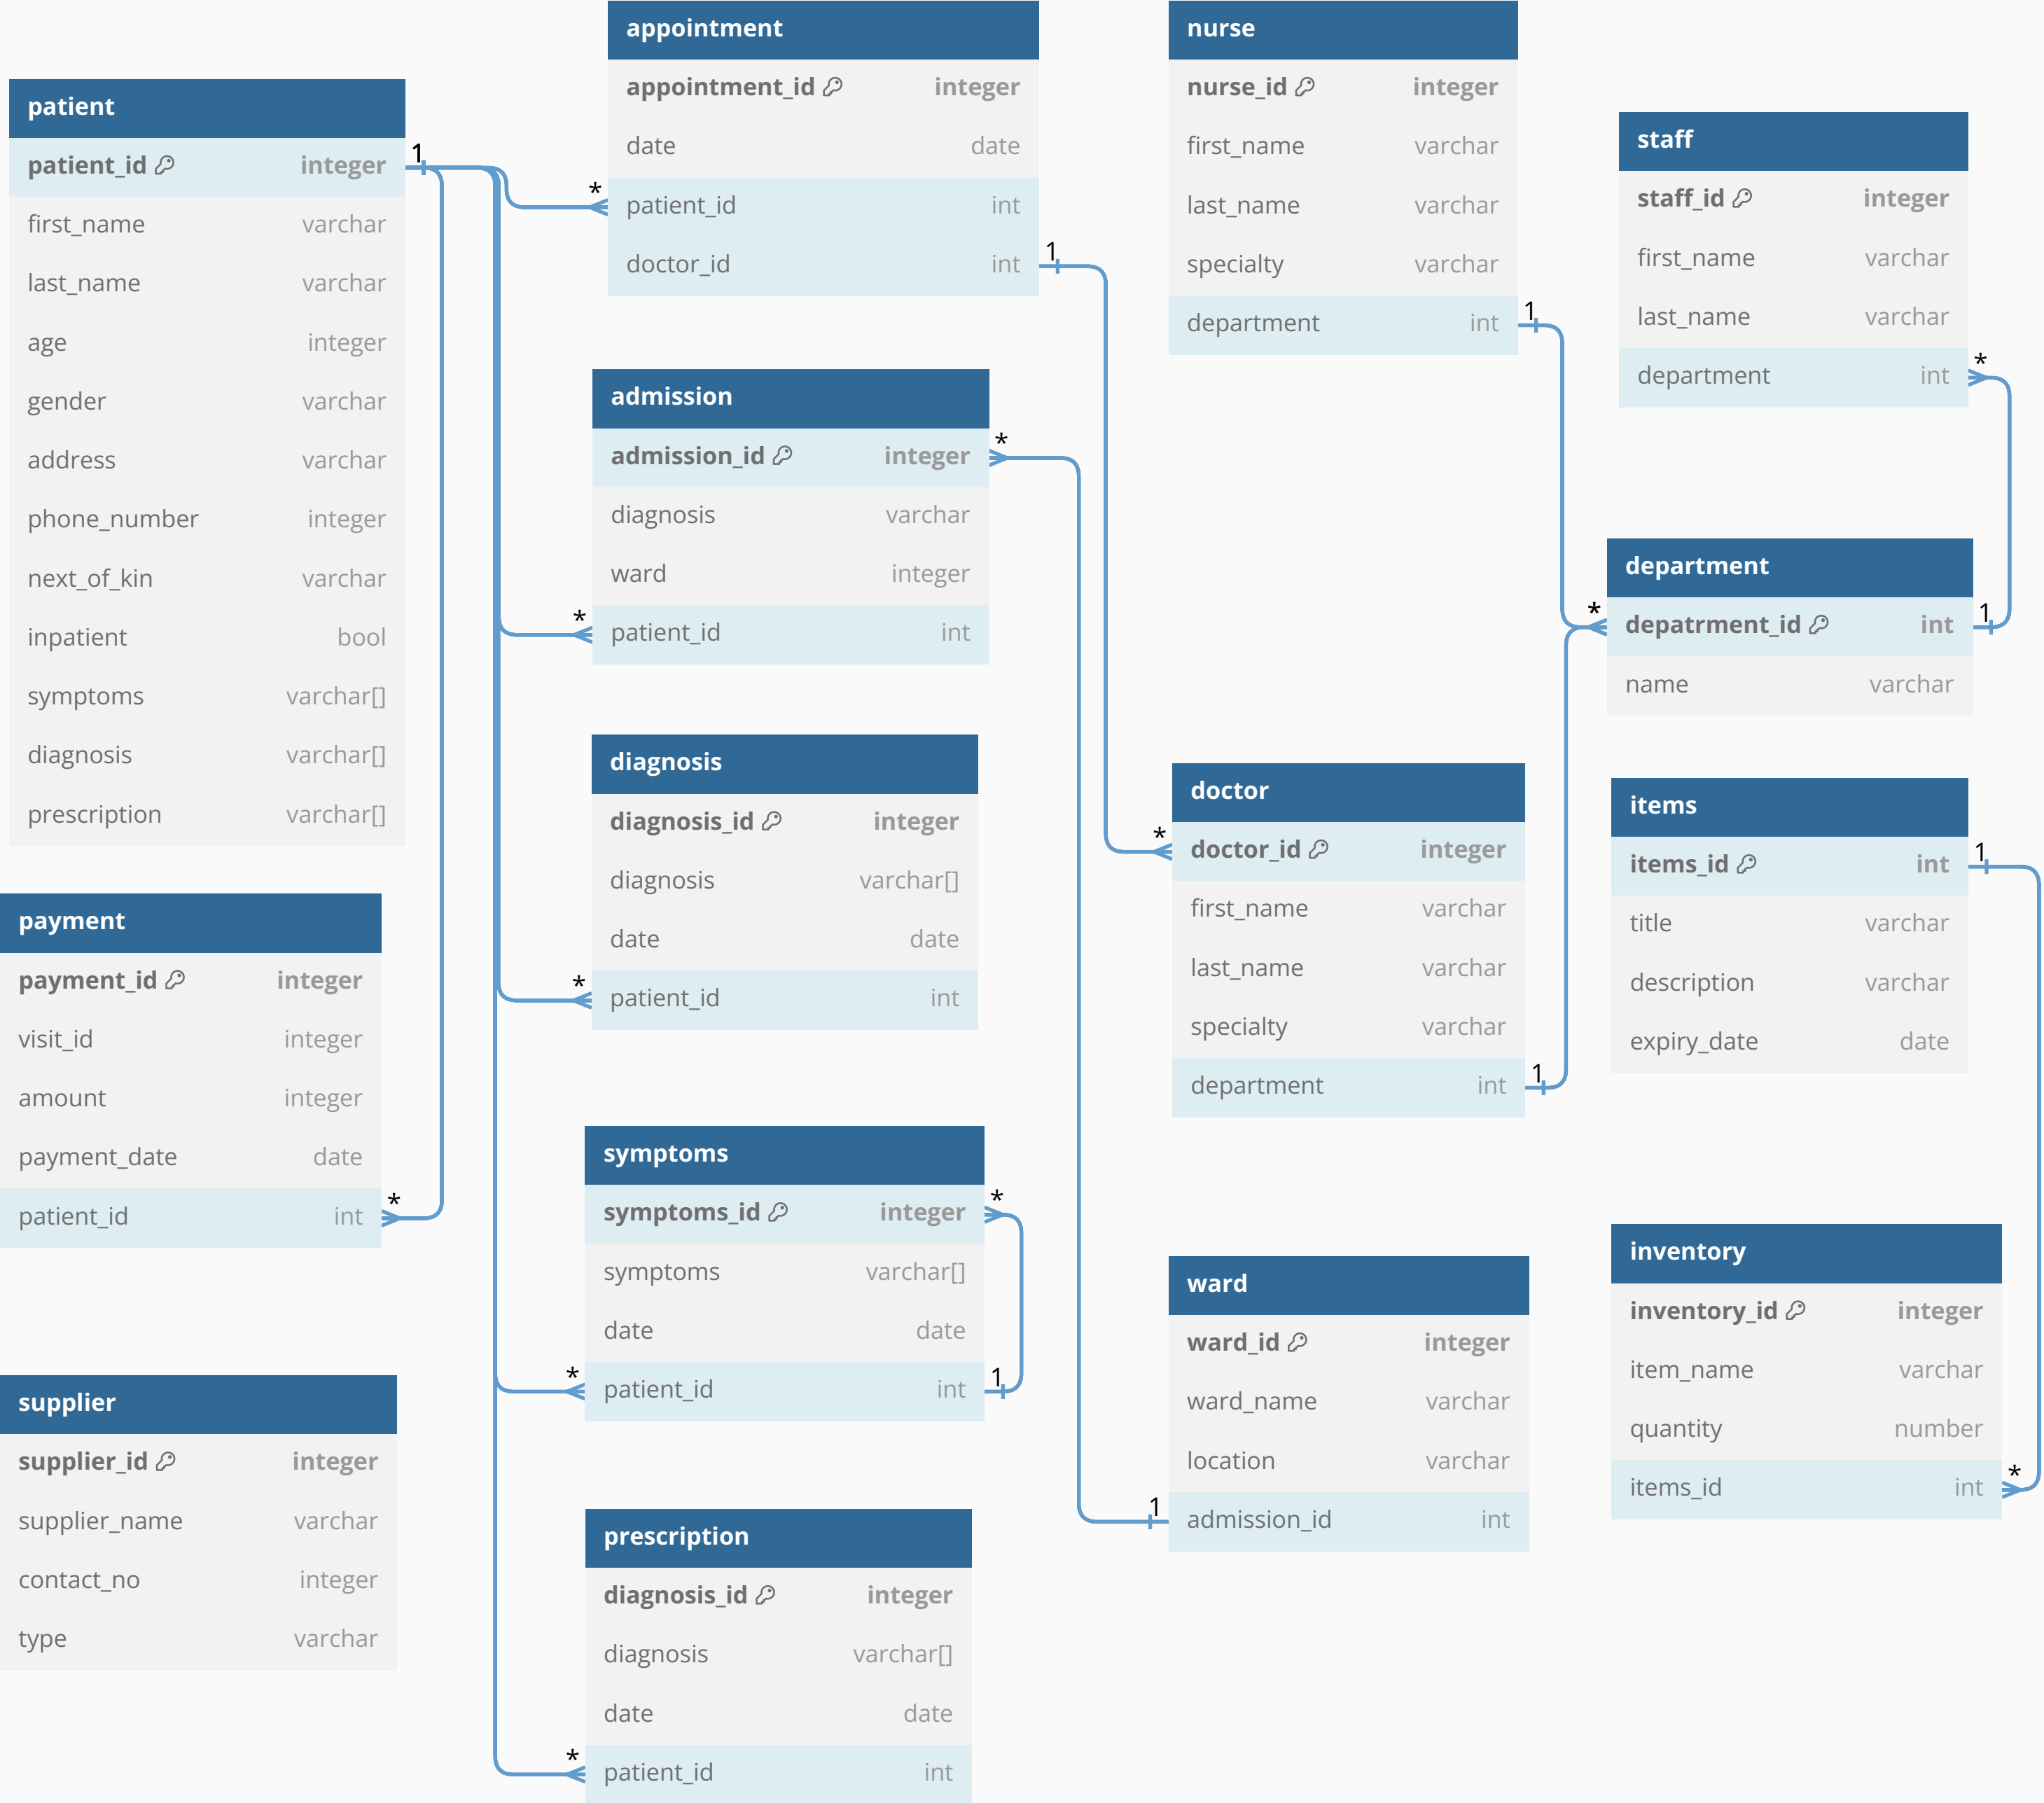 patient
patient_id integer
first_name varchar
last_name varchar
age integer
gender varchar
address varchar
phone_number integer
next_of_kin varchar
inpatient bool
symptoms varchar[]
diagnosis varchar[]
prescription varchar[]
1
payment
payment_id integer
visit_id integer
amount integer
payment_date date
patient_id int
*
supplier
supplier_id integer
supplier_name varchar
contact_no integer
type varchar
appointment
appointment_id integer
date date
* patient_id int
doctor_id int 1
admission
admission_id integer *
diagnosis varchar
ward integer
* patient_id int
diagnosis
diagnosis_id integer
diagnosis varchar[]
date date
* patient_id int
symptoms
symptoms_id integer *
symptoms varchar[]
date date
* patient_id int 1
prescription
diagnosis_id integer
diagnosis varchar[]
date date
* patient_id int
nurse
nurse_id integer
first_name varchar
last_name varchar
specialty varchar
department int 1
doctor
* doctor_id integer
first_name varchar
last_name varchar
specialty varchar
department int 1
ward
ward_id integer
ward_name varchar
location varchar
1 admission_id int
staff
staff_id integer
first_name varchar
last_name varchar
department int *
department
* depatrment_id int 1
name varchar
items
items_id int 1
title varchar
description varchar
expiry_date date
inventory
inventory_id integer
item_name varchar
quantity number
items_id int *